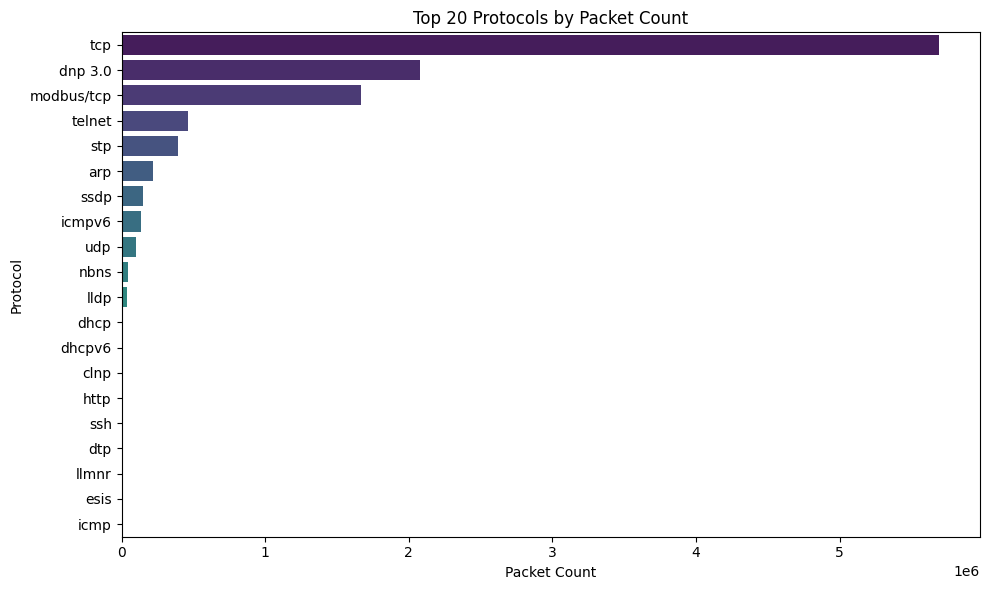 Top 20 Protocols by Packet Count
Protocol
tcp
dnp 3.0
modbus/tcp
telnet
stp
arp
ssdp
icmpv6
udp
nbns
lldp
dhcp
dhcpv6
clnp
http
ssh
dtp
llmnr
esis
icmp
0 1 2 3 4 5
1e6
Packet Count